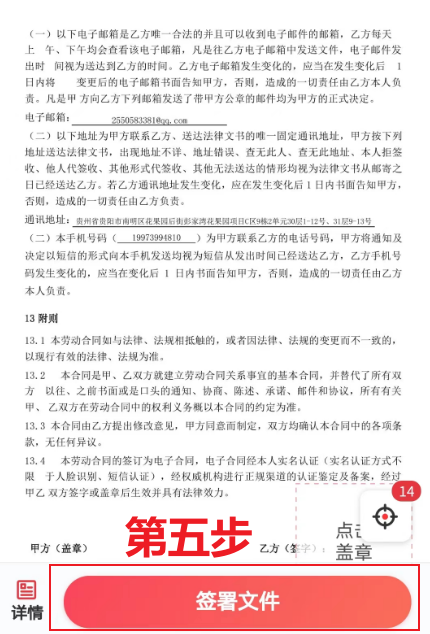 （一）以下电子邮箱是乙方唯一合法的并且可以收到电子邮件的邮箱，乙方每天
上 午、下午均会查看该电子邮箱，凡是往乙方电子邮箱中发送文件，电子邮件发
出时 间视为送达到乙方的时间。乙方电子邮箱发生变化的，应当在发生变化后 1
日内将 变更后的电子邮箱书面告知甲方，否则，造成的一切责任由乙方本人负
责。凡是甲 方向乙方下列邮箱发送了带甲方公章的邮件均为甲方的正式决定。
电子邮箱：2550583381@qq.com
（二）以下地址为甲方联系乙方、送达法律文书的唯一固定通讯地址，甲方按下列
地址送达法律文书，出现地址不详、地址错误、查无此人、查无此地址、本人拒签
收、他人代签收、其他形式代签收、其他无法送达的情形均视为法律文书从邮寄之
日已经送达乙方。若乙方通讯地址发生变化，应在发生变化后 1 日内书面告知甲方，
否则，造成的一切责任由乙方负责。
通讯地址：贵州省贵阳市南明区花果园后街彭家湾花果园项目C区9栋2单元30层1-12号、31层9-13号
（二）本手机号码（ 19973994810 ）为甲方联系乙方的电话号码，甲方将通知及
决定以短信的形式向本手机发送均视为短信从发出时间已经送达乙方，乙方手机号
码发生变化的，应当在变化后 1 日内书面告知甲方，否则，造成的一切责任由乙方
本人负责。
13 附则
13.1 本劳动合同如与法律、法规相抵触的，或者因法律、法规的变更而不一致的，
以现行有效的法律、法规为准。
13.2 本合同是甲、乙双方就建立劳动合同关系事宜的基本合同，并替代了所有双
方 以往、之前书面或是口头的通知、协商、陈述、承诺、邮件和协议，所有有关
甲、 乙双方在劳动合同中的权利义务概以本合同的约定为准。
13.3 本合同由乙方提出修改意见，甲方同意而制定，双方均确认本合同中的各项条
款，无任何异议。
13.4 本劳动合同的签订为电子合同，电子合同经本人实名认证（实名认证方式不
限 于人脸识别、短信认证），经权威机构进行正规渠道的认证鉴定及备案，经过
甲乙 双方签字或盖章后生效并具有法律效力。
14
第五步
点击
甲方（盖章） 乙方（签字）：
盖章
详情
签署文件